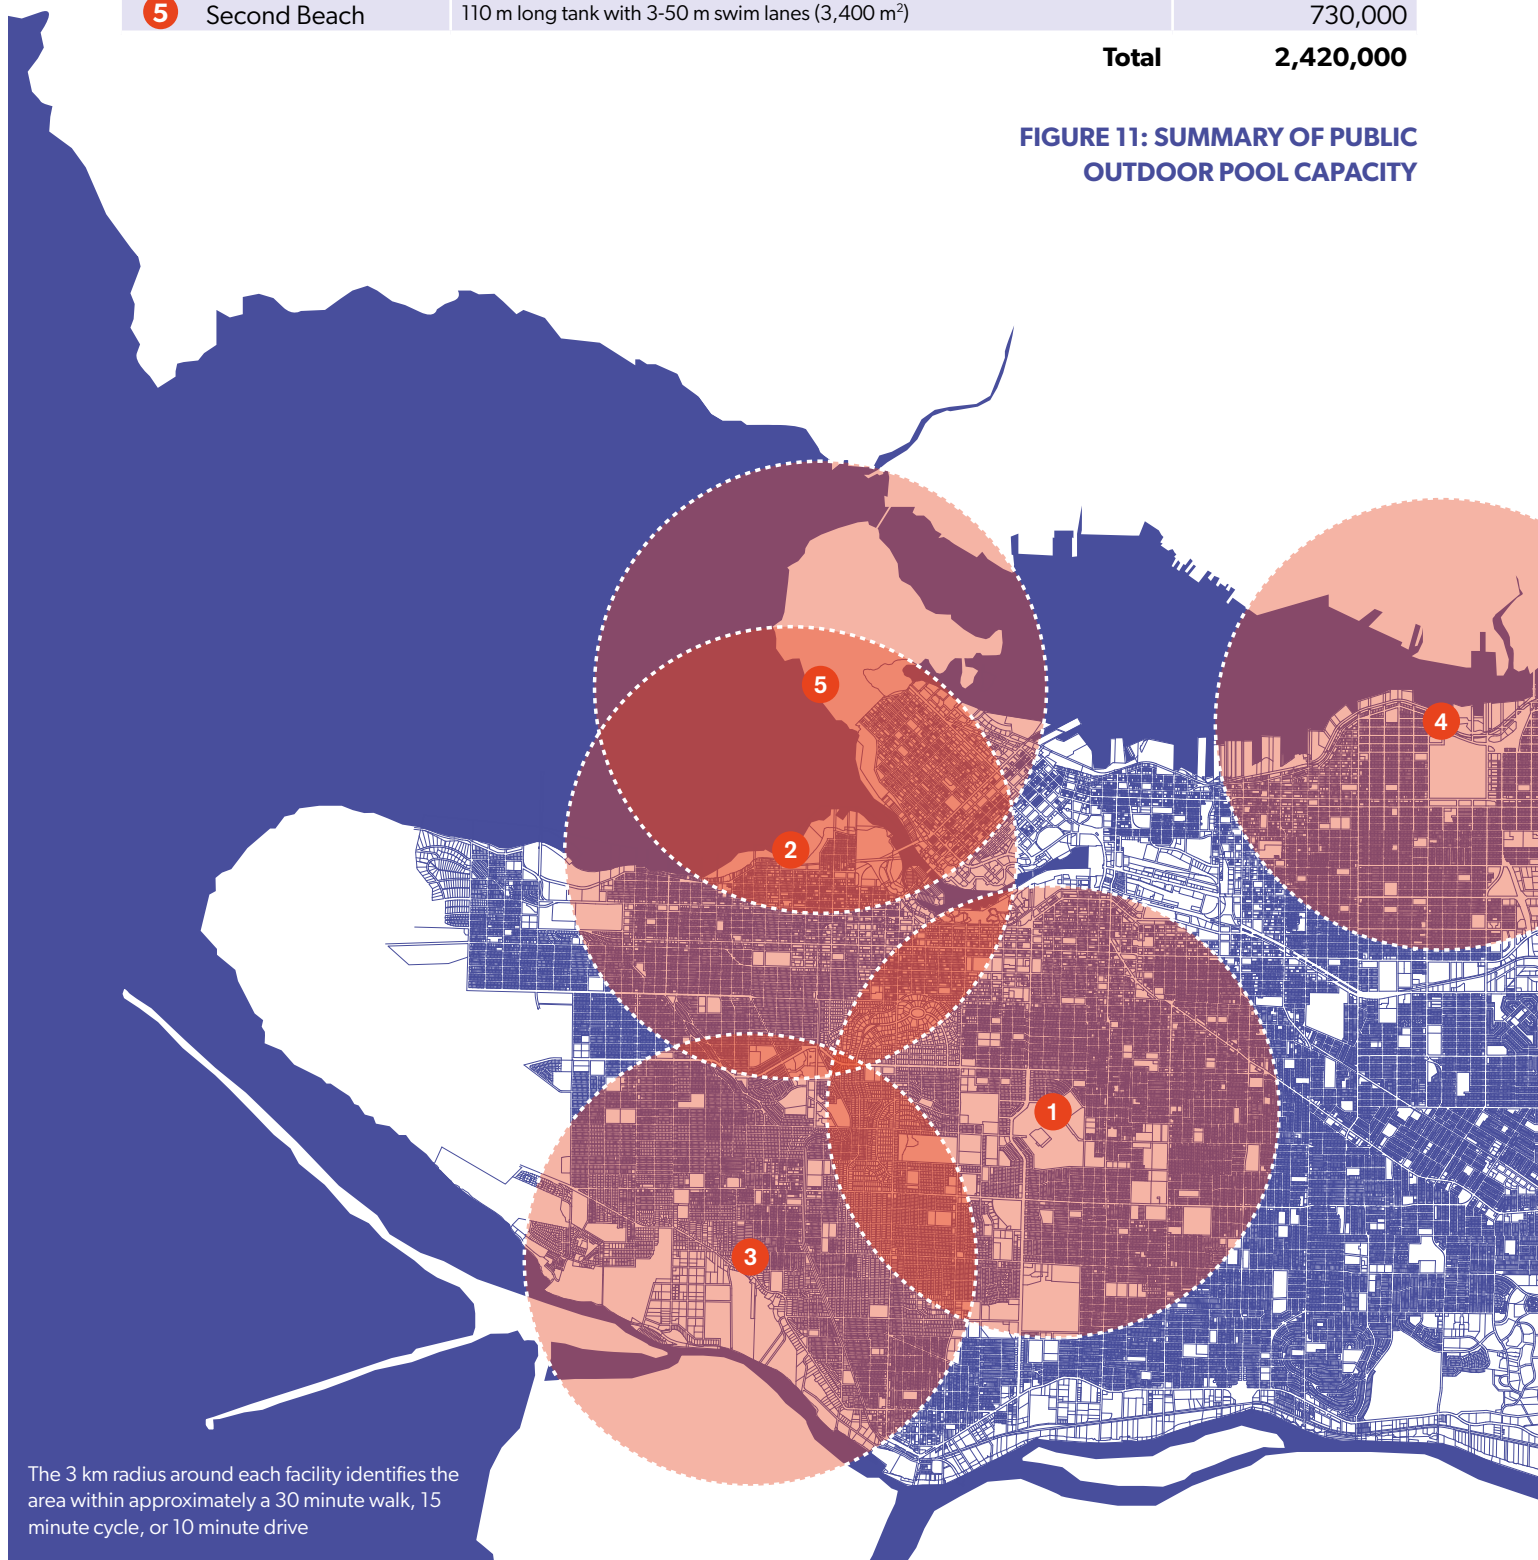 5 Second Beach 110 m long tank with 3-50 m swim lanes (3,400 m²) 730,000
Total 2,420,000
FIGURE 11: SUMMARY OF PUBLIC
OUTDOOR POOL CAPACITY
5
4
2
1
3
The 3 km radius around each facility identifies the
area within approximately a 30 minute walk, 15
minute cycle, or 10 minute drive